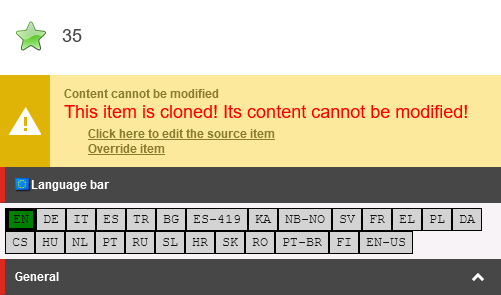 35
Content cannot be modified
This item is cloned! Its content cannot be modified!
Click here to edit the source item
Override item
Language bar
EN DE IT ES TR BG ES-419 KA NB-NO SV FR EL PL DA
CS HU NL PT RU SL HR SK RO PT-BR FI EN-US
General